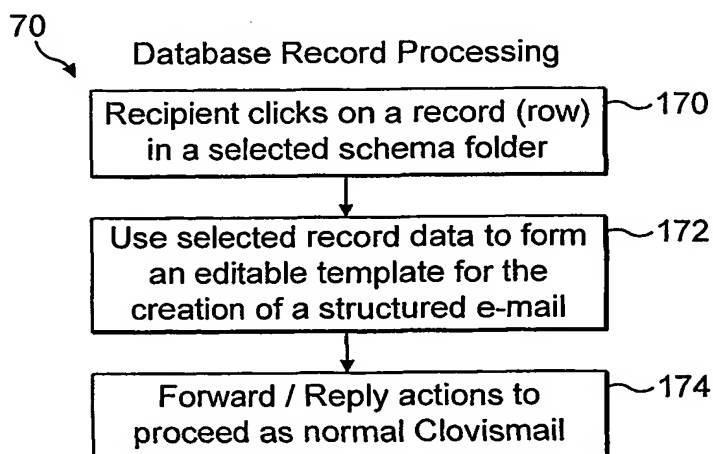 70
Database Record Processing
Recipient clicks on a record (row)
in a selected schema folder
170
Use selected record data to form
an editable template for the
creation of a structured e-mail
172
Forward / Reply actions to
proceed as normal Clovismail
174